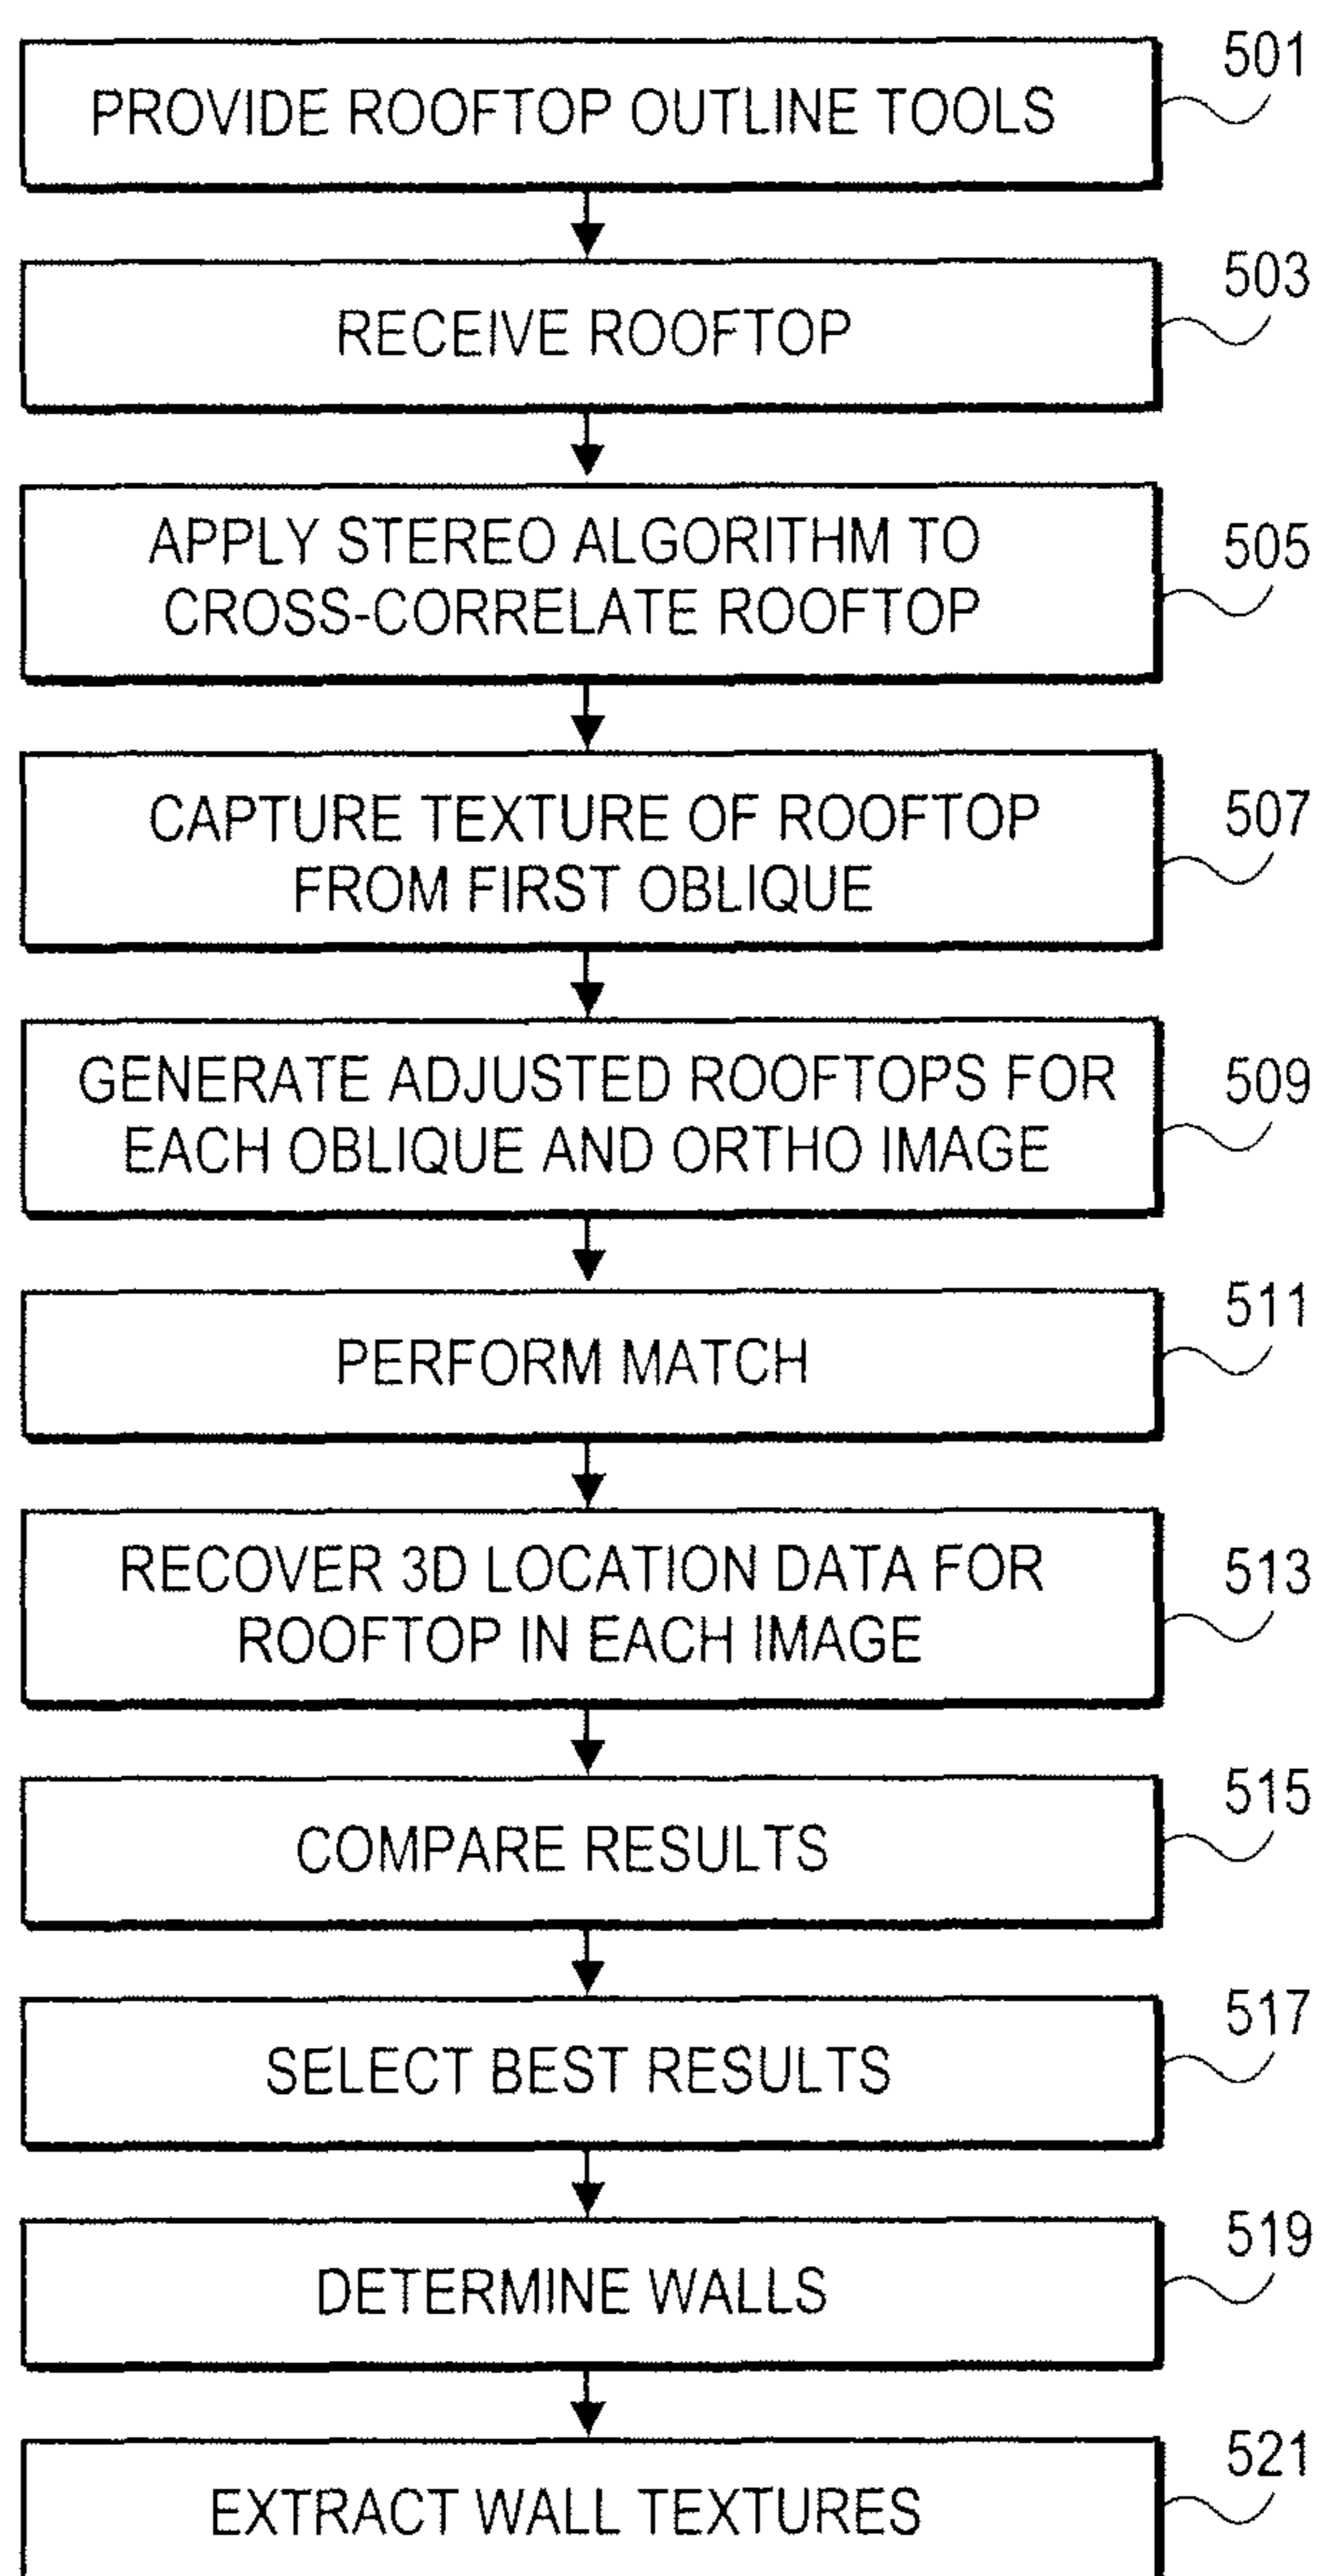 PROVIDE ROOFTOP OUTLINE TOOLS
501
RECEIVE ROOFTOP
503
APPLY STEREO ALGORITHM TO
CROSS-CORRELATE ROOFTOP
505
CAPTURE TEXTURE OF ROOFTOP
FROM FIRST OBLIQUE
507
GENERATE ADJUSTED ROOFTOPS FOR
EACH OBLIQUE AND ORTHO IMAGE
509
PERFORM MATCH
511
RECOVER 3D LOCATION DATA FOR
ROOFTOP IN EACH IMAGE
513
COMPARE RESULTS
515
SELECT BEST RESULTS
517
DETERMINE WALLS
519
EXTRACT WALL TEXTURES
521